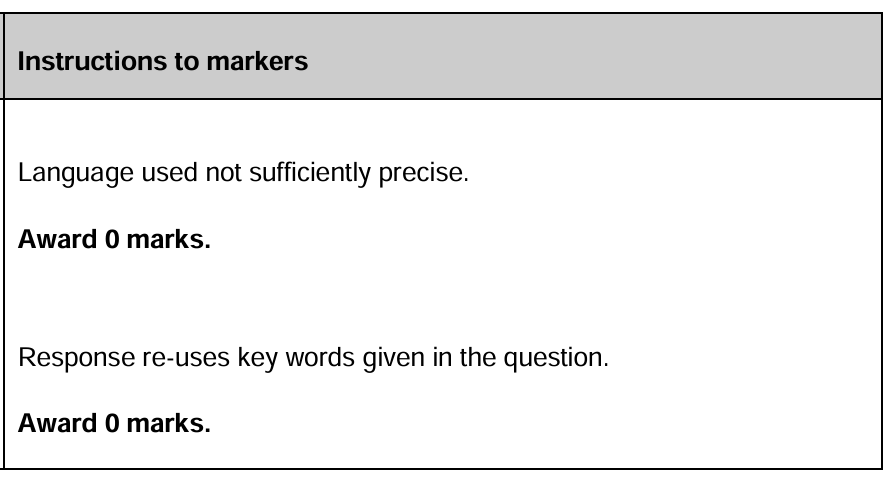 Instructions to markers
Language used not sufficiently precise.
Award 0 marks.
Response re-uses key words given in the question.
Award 0 marks.